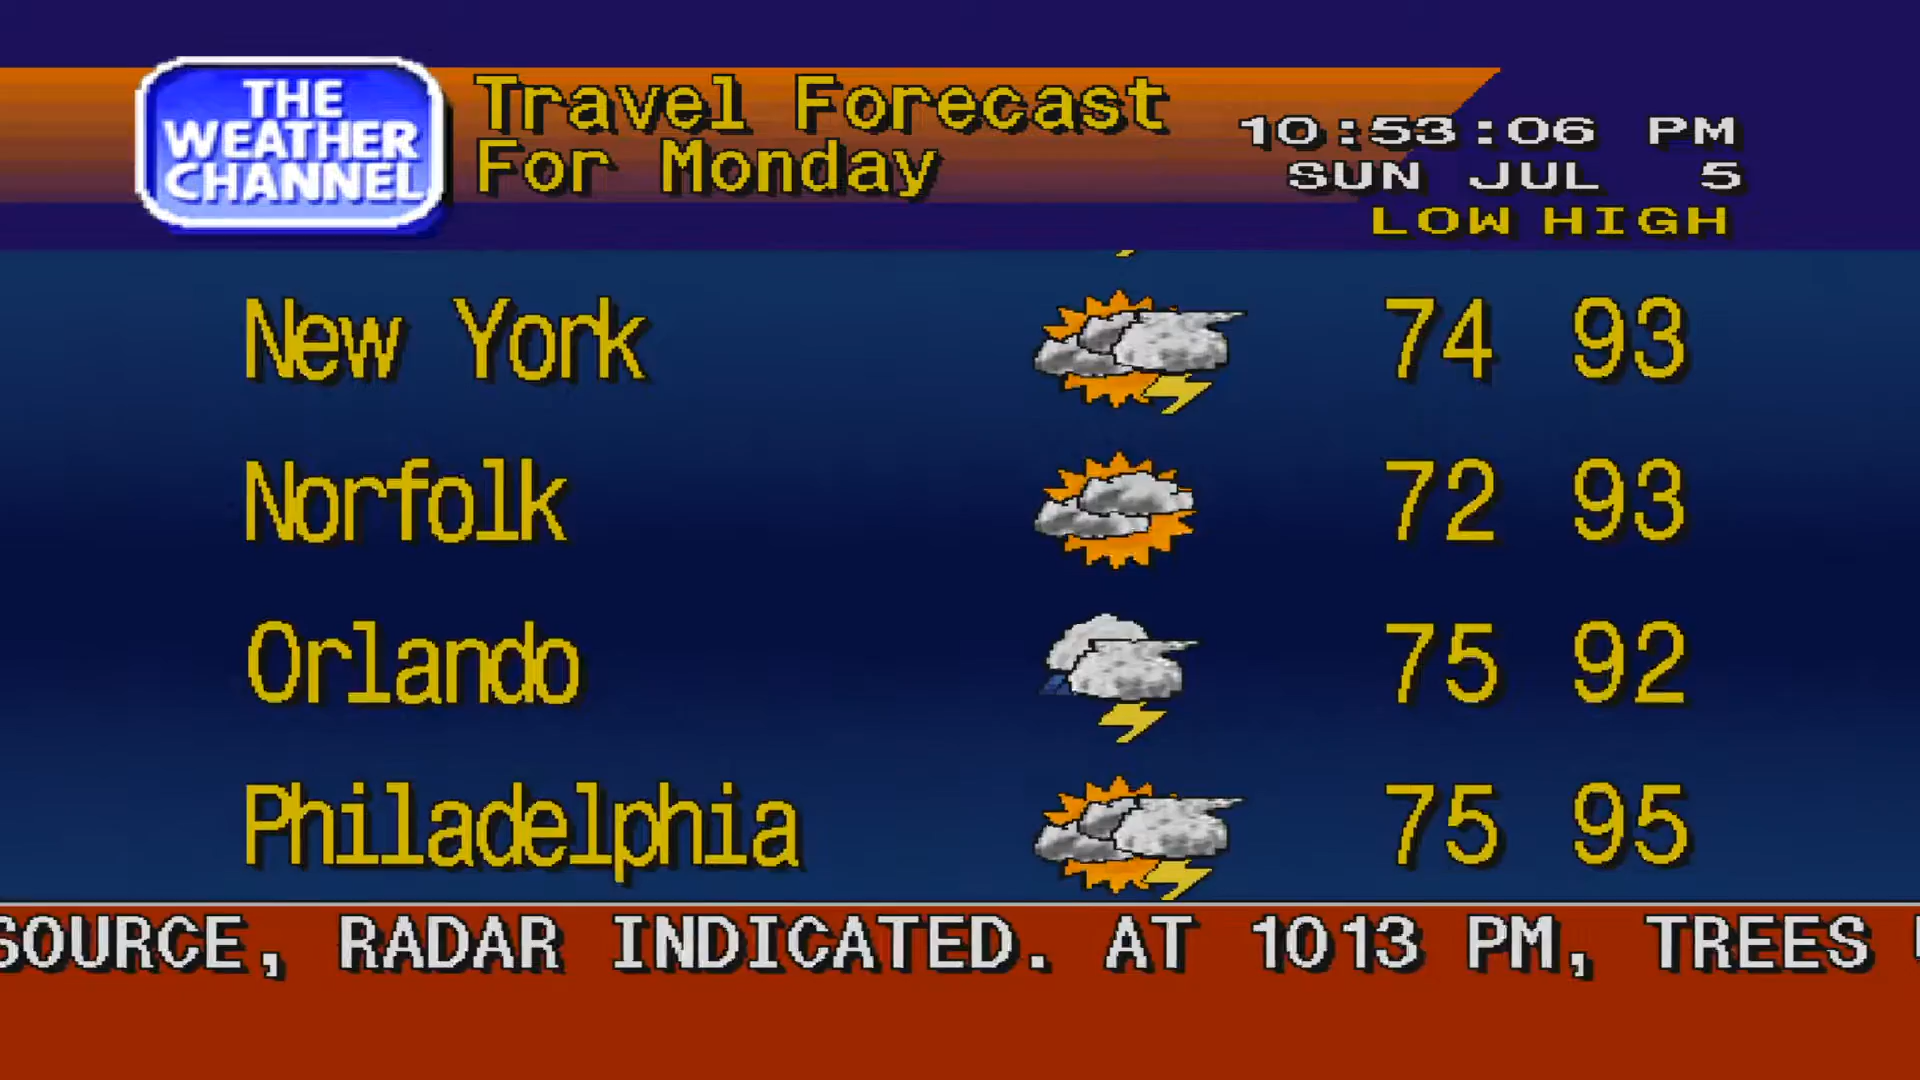 THE
WEATHER
CHANNEL
Travel Forecast
For Monday
10:53:06 PM
SUN JUL 5
LOW HIGH
New York 74 93
Norfolk 72 93
Orlando 75 92
Philadelphia 75 95
SOURCE, RADAR INDICATED. AT 1013 PM, TREES